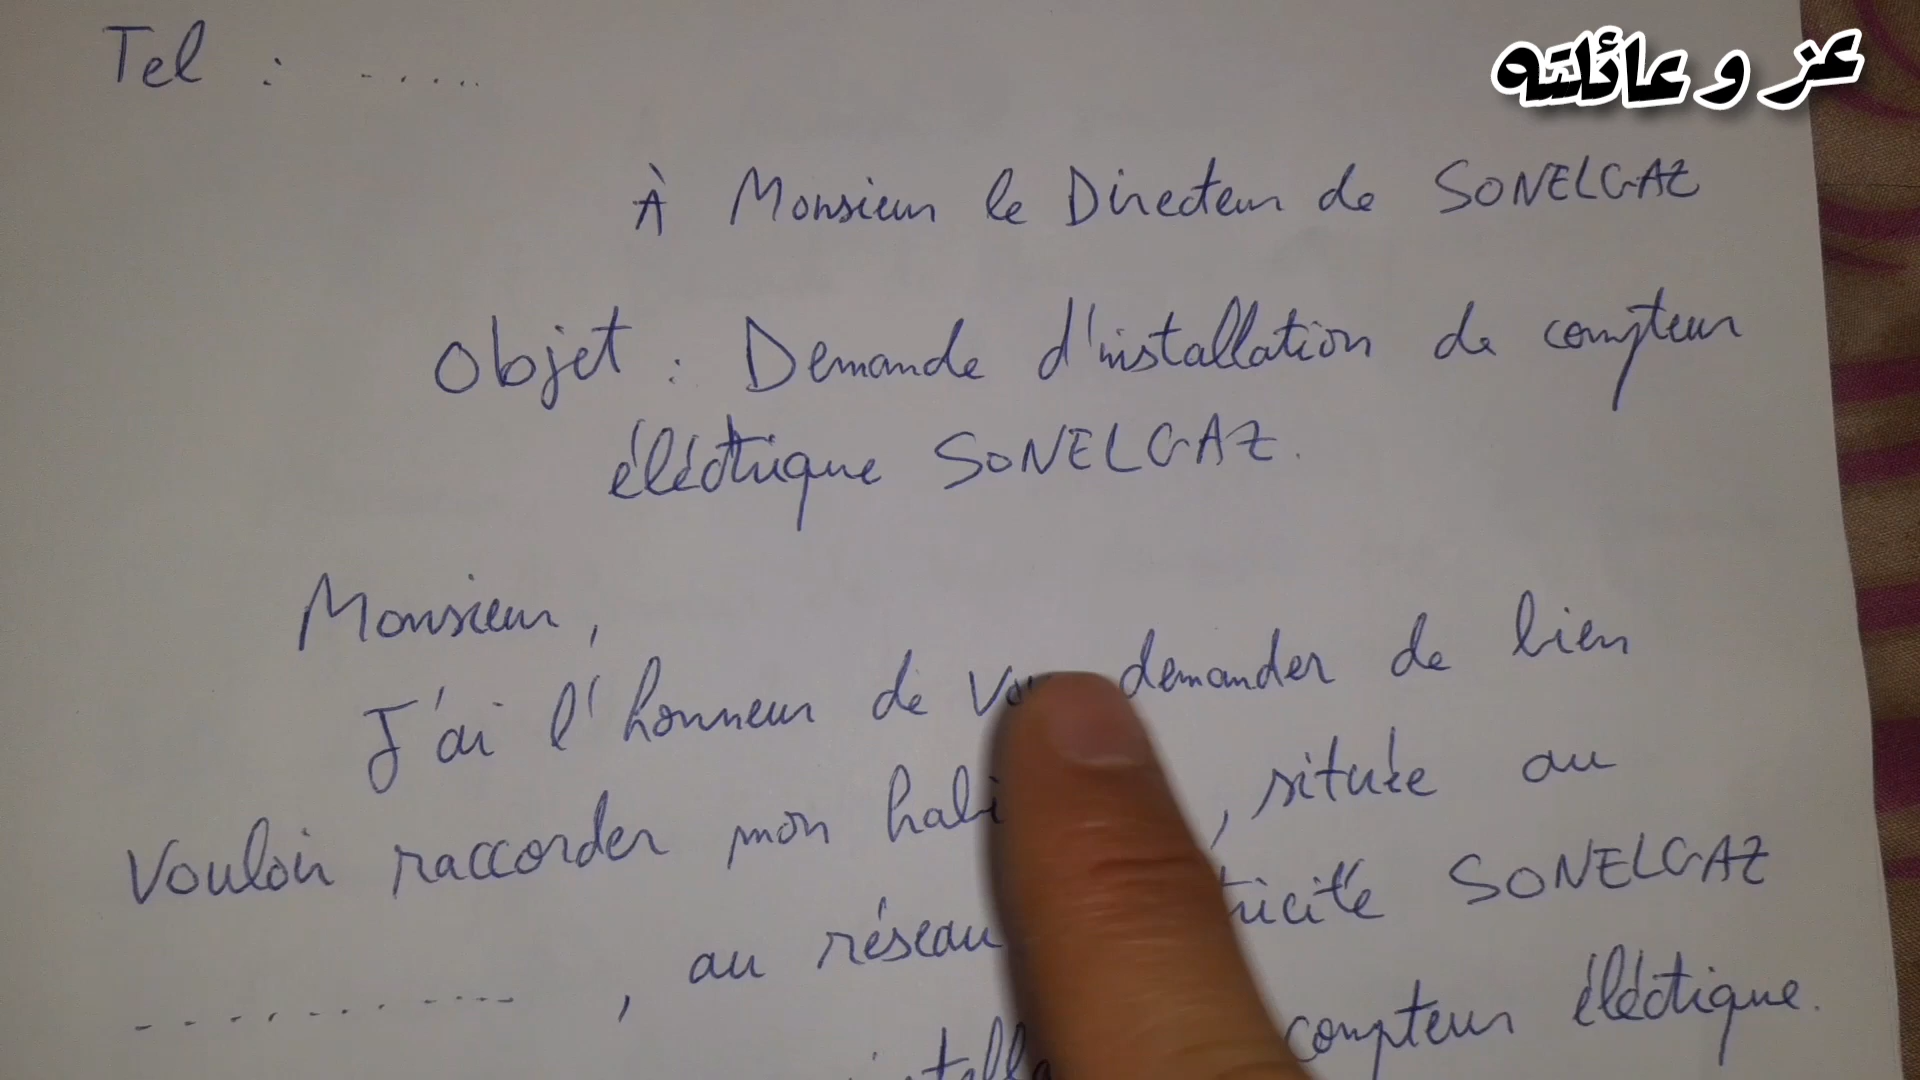 عز و عائلته
Tel : .....
À Monsieur le Directeur de SONELGAZ
Objet : Demande d'installation de compteur
éléctrique SONELGAZ.
Monsieur,
J'ai l'honneur de demander de bien
vouloir raccorder mon , située au
.........., au réseau SONELGAZ
compteur éléctique.